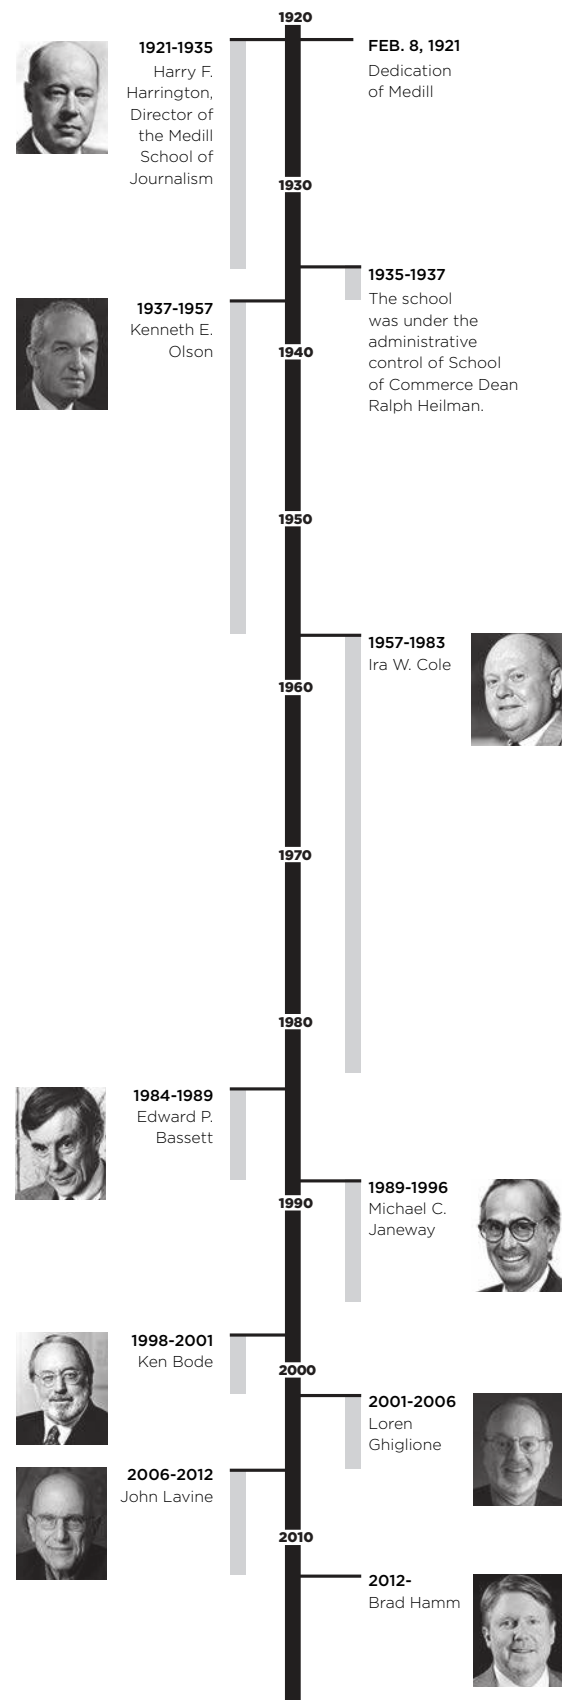 1920
1921-1935
Harry F.
Harrington,
Director of
the Medill
School of
Journalism
FEB. 8, 1921
Dedication
of Medill
1930
1935-1937
The school
was under the
administrative
control of School
of Commerce Dean
Ralph Heilman.
1937-1957
Kenneth E.
Olson
1940
1950
1957-1983
Ira W. Cole
1960
1970
1980
1984-1989
Edward P.
Bassett
1989-1996
Michael C.
Janeway
1990
1998-2001
Ken Bode
2000
2001-2006
Loren
Ghiglione
2006-2012
John Lavine
2010
2012-
Brad Hamm